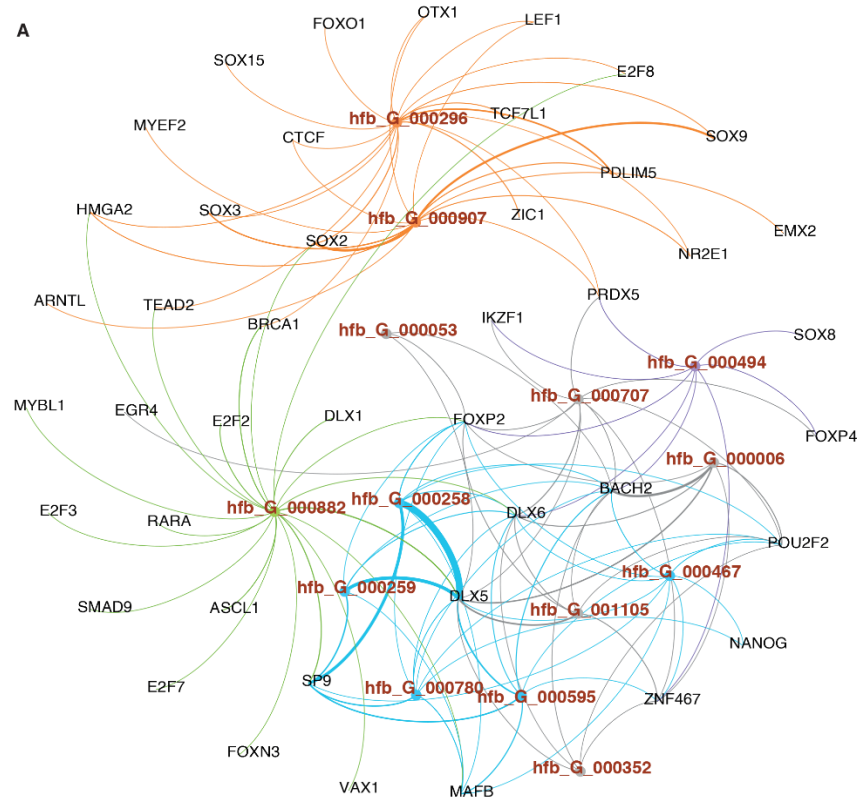 A
OTX1
LEF1
FOXO1
SOX15
E2F8
hfb_G_000296
TCF7L1
MYEF2
CTCF
SOX9
PDLIM5
HMGA2
SOX3
hfb_G_000907
ZIC1
EMX2
SOX2
NR2E1
ARNTL
TEAD2
PRDX5
BRCA1
IKZF1
hfb_G_000053
SOX8
hfb_G_000494
hfb_G_000707
MYBL1
EGR4
E2F2
DLX1
FOXP2
FOXP4
hfb_G_000006
BACH2
hfb_G_000258
hfb_G_000882
E2F3
RARA
DLX6
POU2F2
hfb_G_000467
hfb_G_000259
DLX5
SMAD9
ASCL1
hfb_G_001105
NANOG
E2F7
SP9
hfb_G_000780
hfb_G_000595
ZNF467
FOXN3
hfb_G_000352
VAX1
MAFB